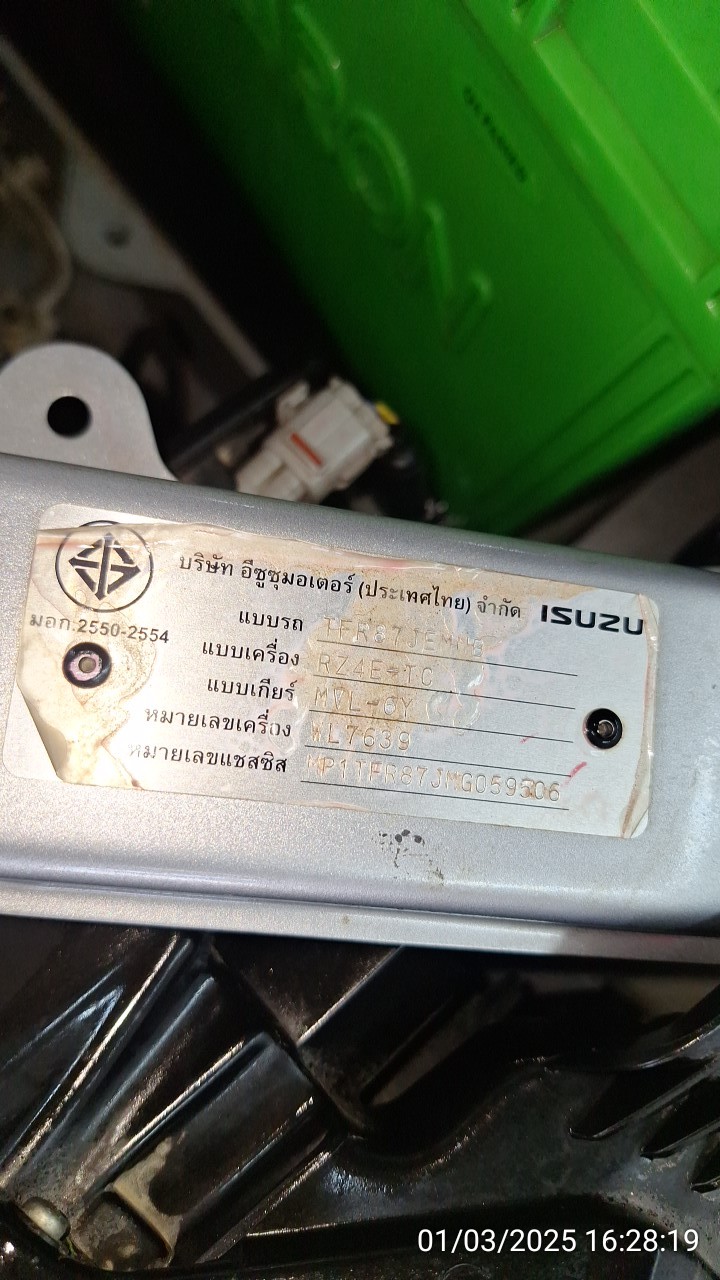 บริษัท อีซูซุมอเตอร์ (ประเทศไทย) จำกัด ISUZU
มอก.2550-2554
แบบรถ
แบบเครื่อง RZ4E-TC
แบบเกียร์ MVL-6Y
หมายเลขเครื่อง WL7639
หมายเลขแชสซิส MP1TFR87JMG059506
01/03/2025 16:28:19